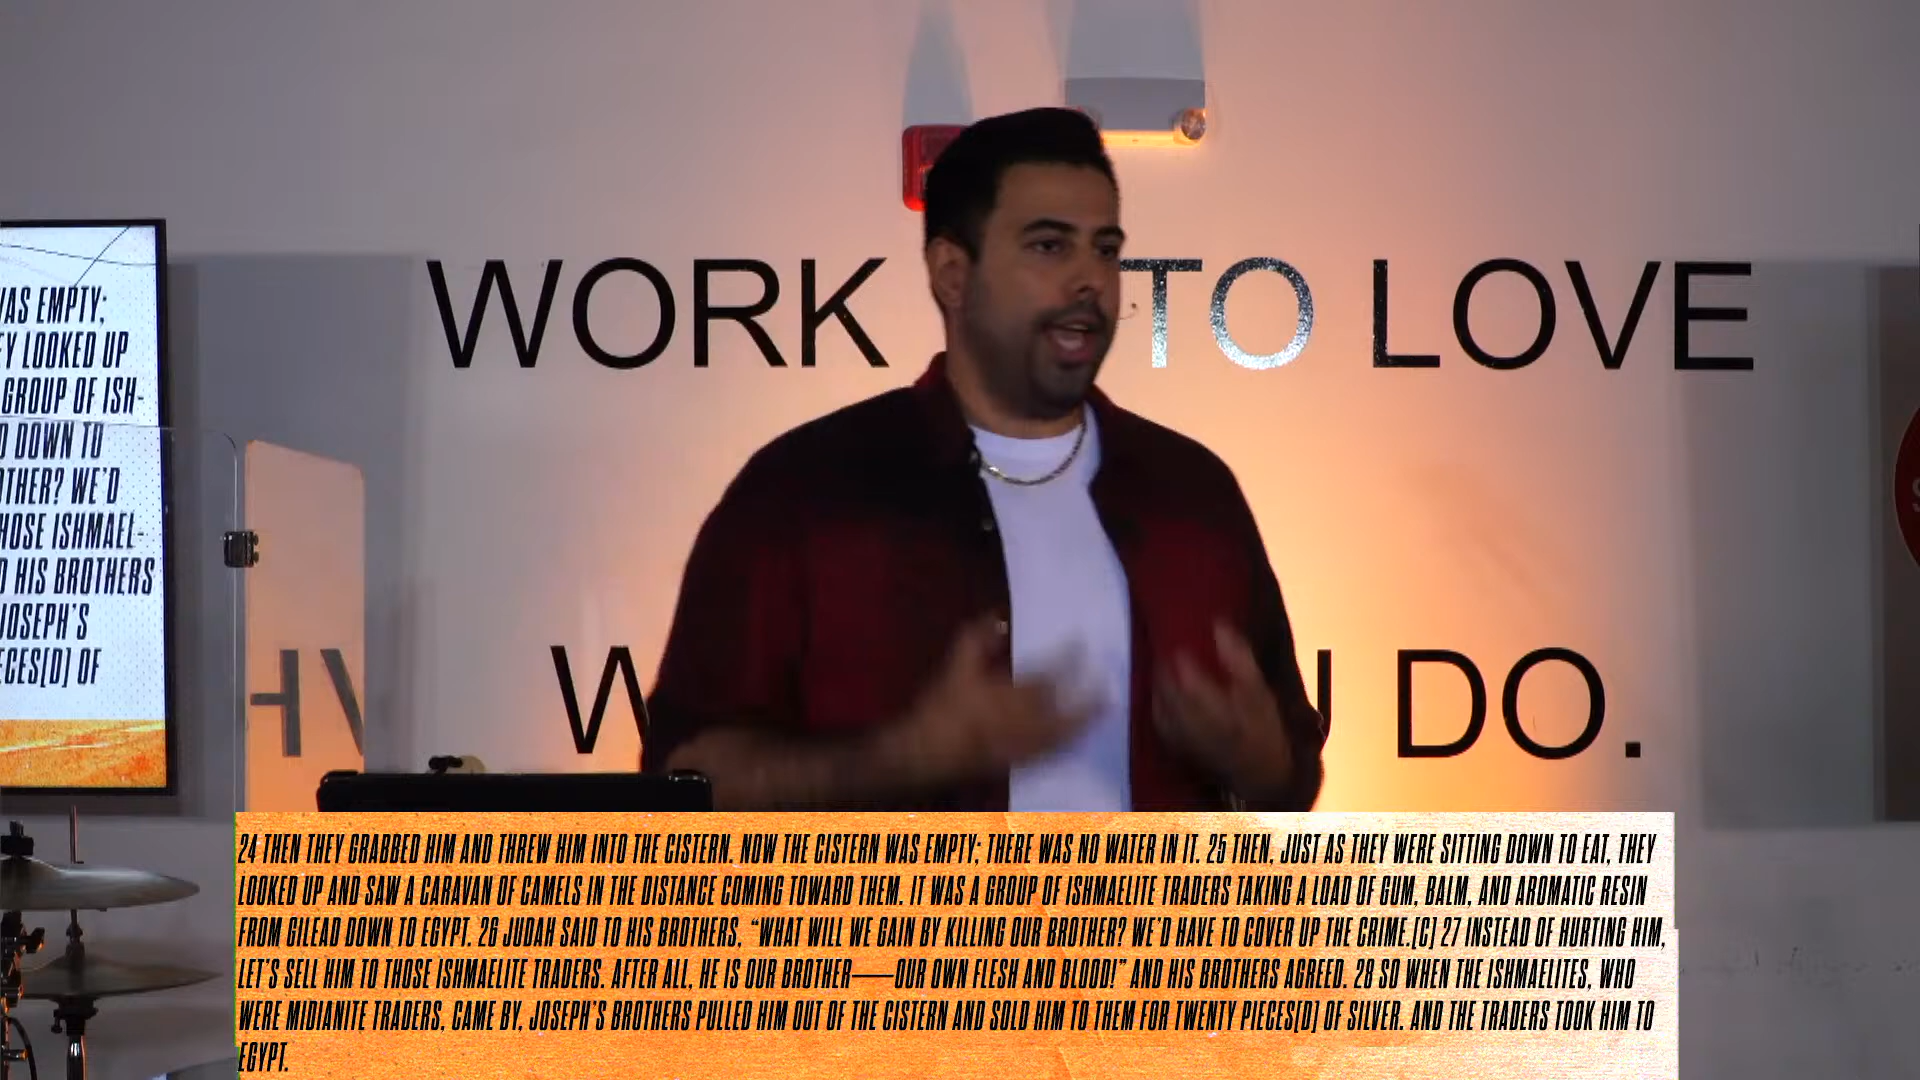 WAS EMPTY;
LOOKED UP
GROUP OF ISH-
DOWN TO
WE'D
ISHMAEL-
HIS BROTHERS
JOSEPH'S
[D] OF
WORK TO LOVE
DO.
24 THEN THEY GRABBED HIM AND THREW HIM INTO THE CISTERN. NOW THE CISTERN WAS EMPTY; THERE WAS NO WATER IN IT. 25 THEN, JUST AS THEY WERE SITTING DOWN TO EAT, THEY
LOOKED UP AND SAW A CARAVAN OF CAMELS IN THE DISTANCE COMING TOWARD THEM. IT WAS A GROUP OF ISHMAELITE TRADERS TAKING A LOAD OF GUM, BALM, AND AROMATIC RESIN
FROM GILEAD DOWN TO EGYPT. 26 JUDAH SAID TO HIS BROTHERS, “WHAT WILL WE GAIN BY KILLING OUR BROTHER? WE'D HAVE TO COVER UP THE CRIME.[C] 27 INSTEAD OF HURTING HIM,
LET'S SELL HIM TO THOSE ISHMAELITE TRADERS. AFTER ALL, HE IS OUR BROTHER——OUR OWN FLESH AND BLOOD!” AND HIS BROTHERS AGREED. 28 SO WHEN THE ISHMAELITES, WHO
WERE MIDIANITE TRADERS, CAME BY, JOSEPH'S BROTHERS PULLED HIM OUT OF THE CISTERN AND SOLD HIM TO THEM FOR TWENTY PIECES[D] OF SILVER. AND THE TRADERS TOOK HIM TO
EGYPT.